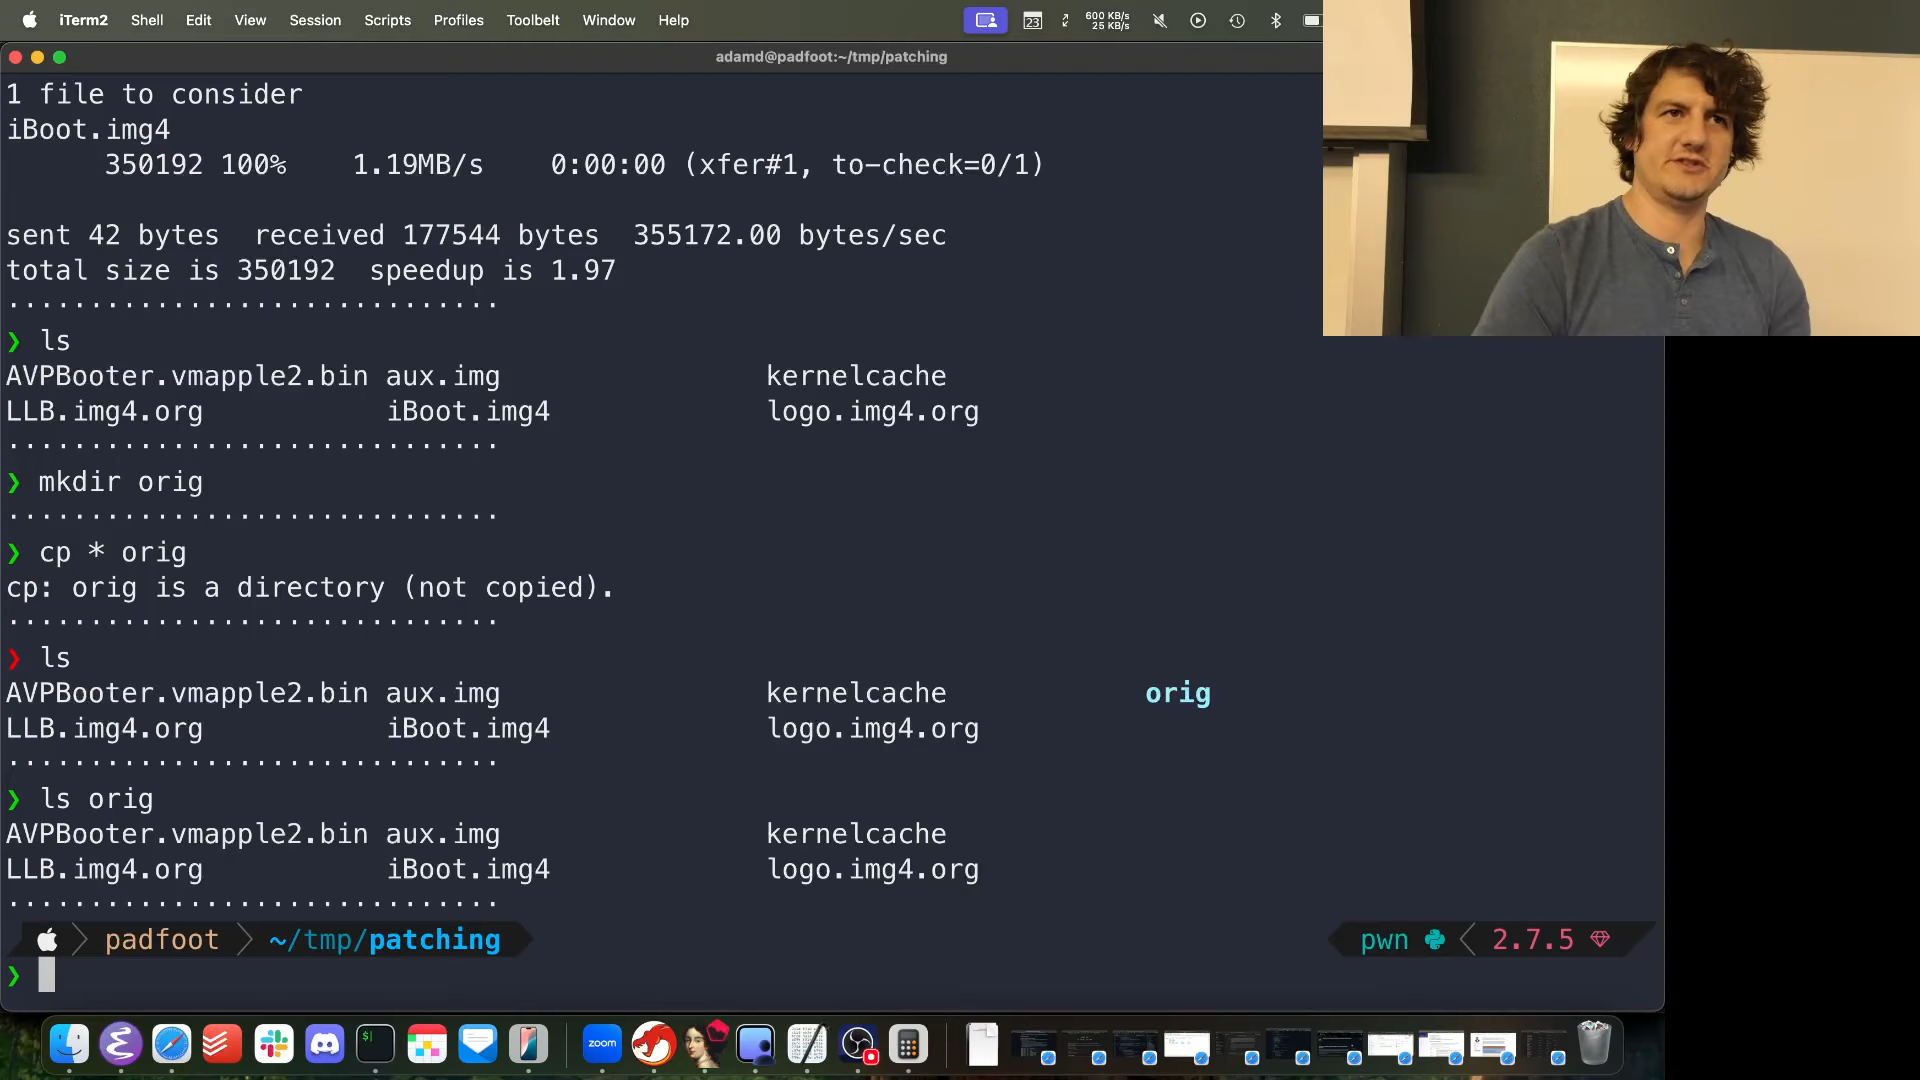 iTerm2 Shell Edit View Session Scripts Profiles Toolbelt Window Help
23
600 KB/s
25 KB/s
adamd@padfoot:~/tmp/patching
1 file to consider
iBoot.img4
350192 100% 1.19MB/s 0:00:00 (xfer#1, to-check=0/1)
sent 42 bytes received 177544 bytes 355172.00 bytes/sec
total size is 350192 speedup is 1.97
..............................
❯ ls
AVPBooter.vmapple2.bin aux.img kernelcache
LLB.img4.org iBoot.img4 logo.img4.org
..............................
❯ mkdir orig
..............................
❯ cp * orig
cp: orig is a directory (not copied).
..............................
❯ ls
AVPBooter.vmapple2.bin aux.img kernelcache orig
LLB.img4.org iBoot.img4 logo.img4.org
..............................
❯ ls orig
AVPBooter.vmapple2.bin aux.img kernelcache
LLB.img4.org iBoot.img4 logo.img4.org
..............................
padfoot ~/tmp/patching pwn 2.7.5
❯
$
zoom